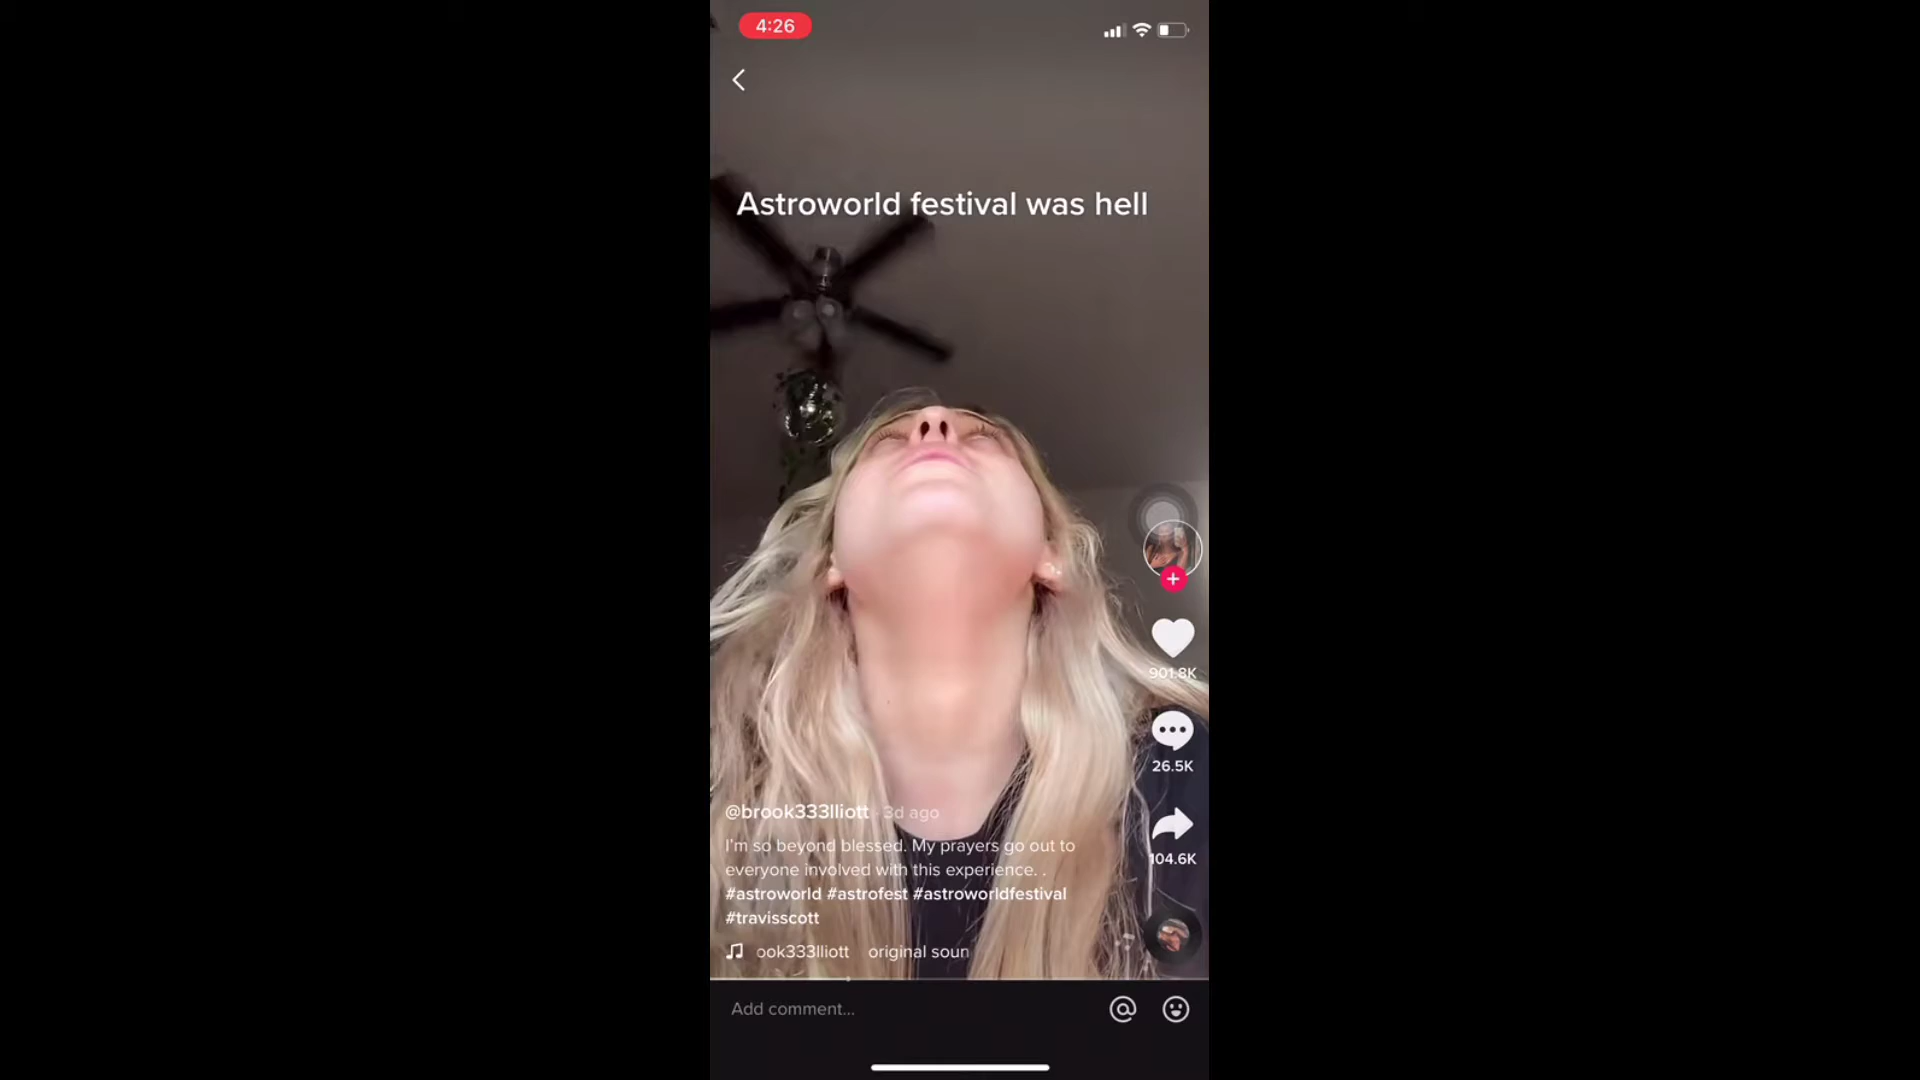 4:26
Astroworld festival was hell
901.8K
26.5K
@brook333lliott · 3d ago
I'm so beyond blessed. My prayers go out to
everyone involved with this experience. .
104.6K
#astroworld #astrofest #astroworldfestival
#travisscott
ook333lliott original soun
Add comment...